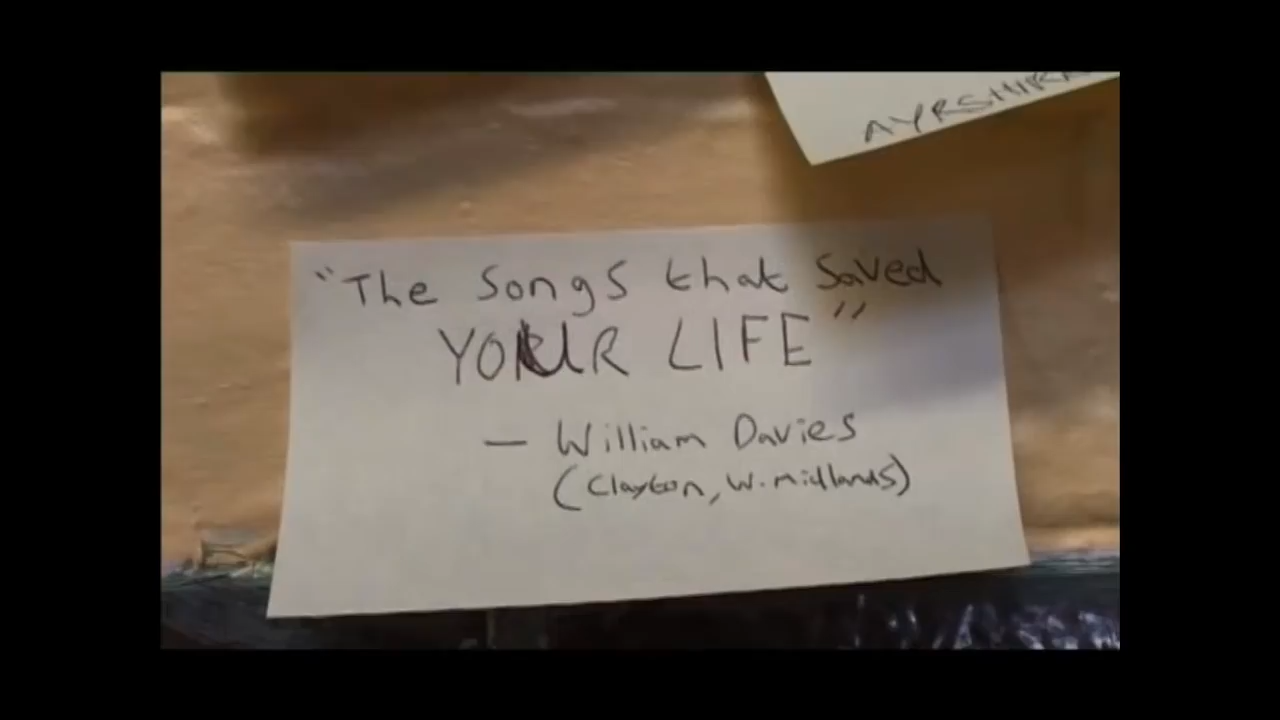 AYRSHIRE
“The songs that saved
YOUR LIFE”
— William Davies
(Clayton, W. Midlands)